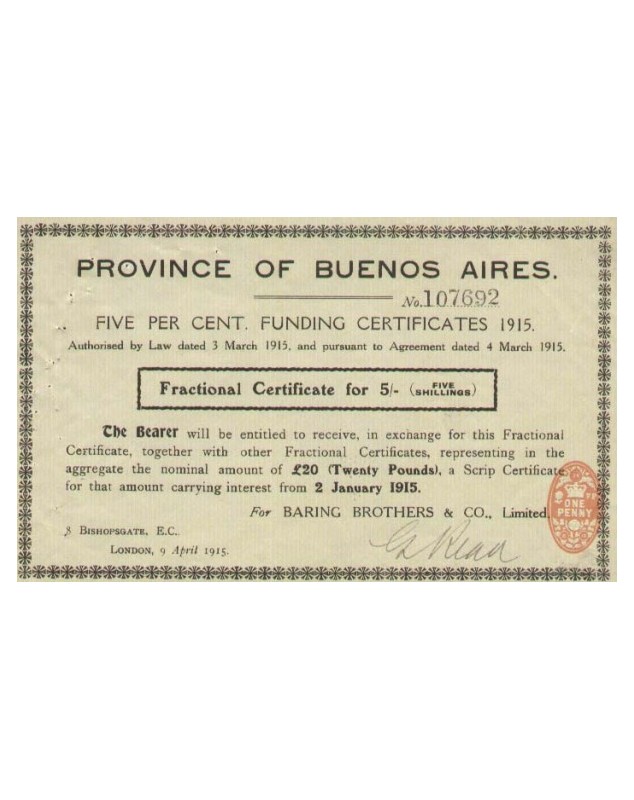 PROVINCE OF BUENOS AIRES.
No. 107692
FIVE PER CENT. FUNDING CERTIFICATES 1915.
Authorised by Law dated 3 March 1915, and pursuant to Agreement dated 4 March 1915.
Fractional Certificate for 5/- (FIVE SHILLINGS)
The Bearer will be entitled to receive, in exchange for this Fractional
Certificate, together with other Fractional Certificates, representing in the
aggregate the nominal amount of £20 (Twenty Pounds), a Scrip Certificate
for that amount carrying interest from 2 January 1915.
For BARING BROTHERS & CO., Limited.
ONE
PENNY
8 BISHOPSGATE, E.C.
LONDON, 9 April 1915.